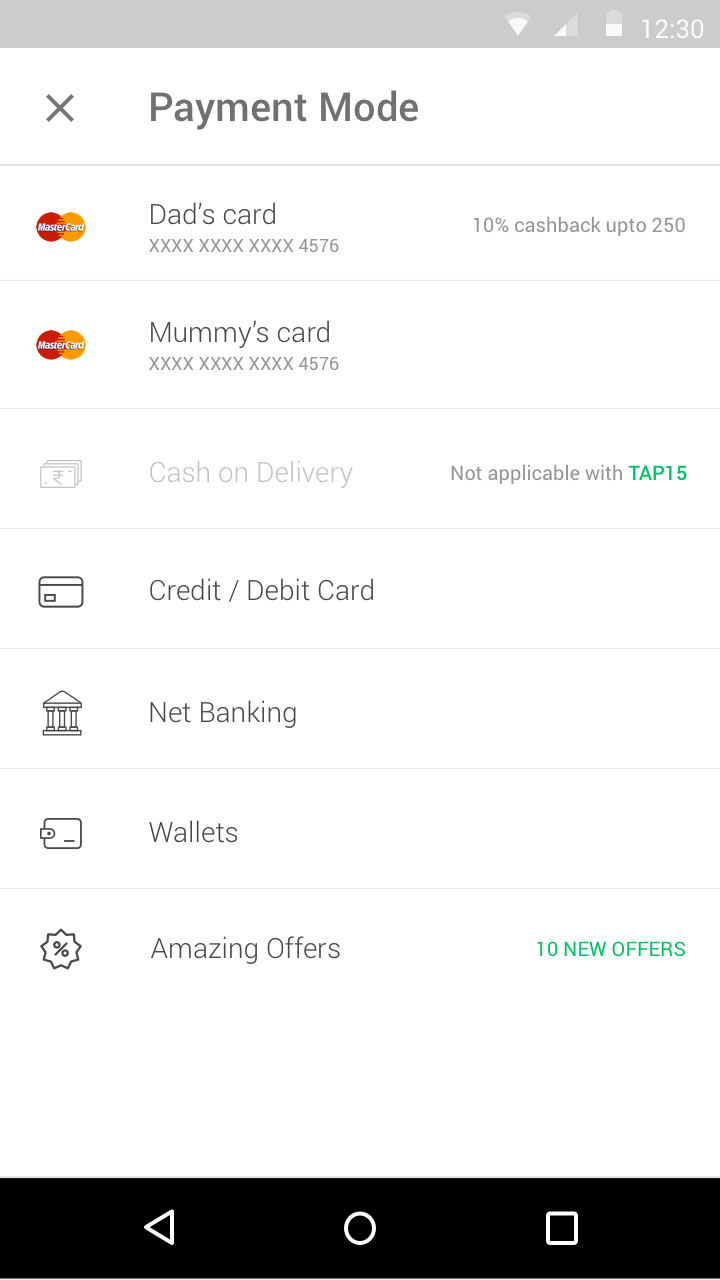 12:30
Payment Mode
MasterCard
Dad's card
10% cashback upto 250
XXXX XXXX XXXX 4576
MasterCard
Mummy's card
XXXX XXXX XXXX 4576
₹
Cash on Delivery
Not applicable with TAP15
Credit / Debit Card
Net Banking
Wallets
%
Amazing Offers
10 NEW OFFERS